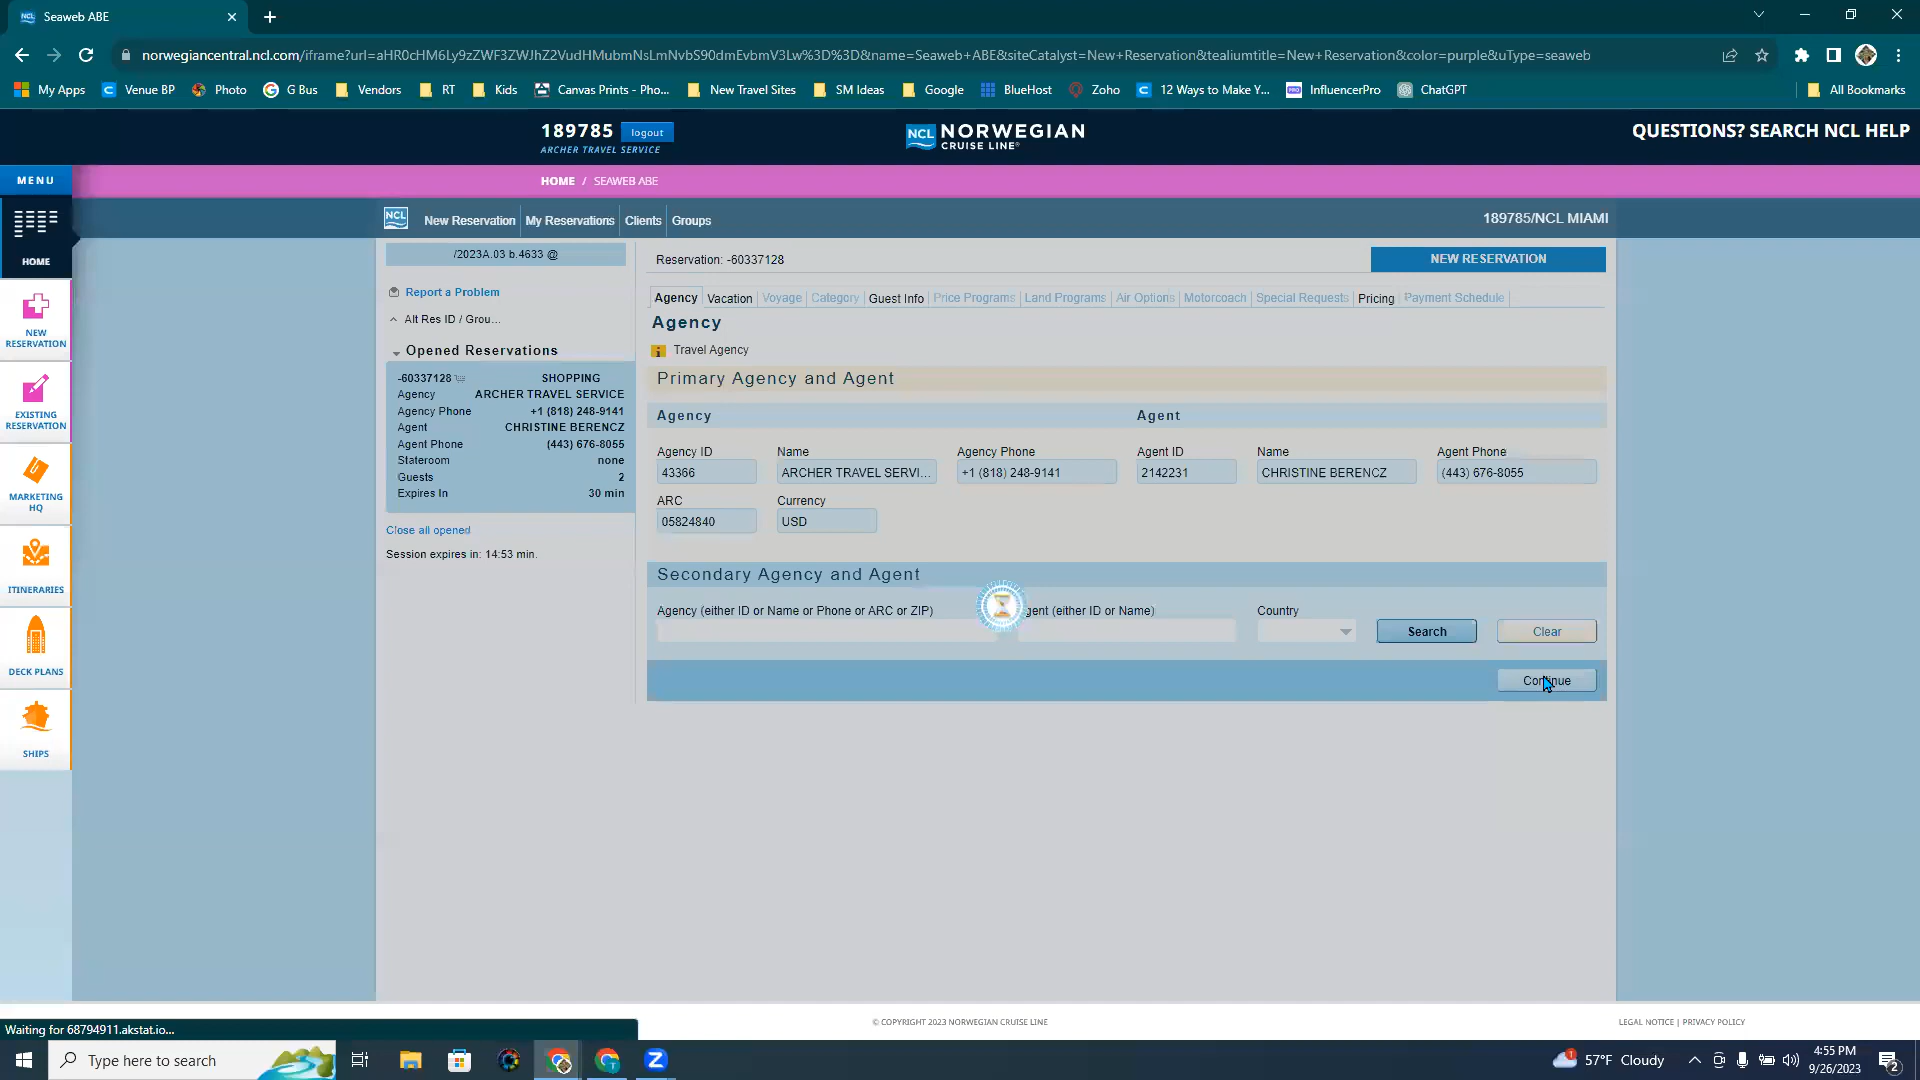 Seaweb ABE
norwegiancentral.ncl.com/iframe?url=aHR0cHM6Ly9zZWF3ZWJhZ2VudHMubmNsLmNvbS90dmEvbmV3Lw%3D%3D&name=Seaweb+ABE&siteCatalyst=New+Reservation&tealiumtitle=New+Reservation&color=purple&uType=seaweb
My Apps
Venue BP
Photo
G Bus
Vendors
RT
Kids
Canvas Prints - Pho...
New Travel Sites
SM Ideas
Google
BlueHost
Zoho
12 Ways to Make Y...
InfluencerPro
ChatGPT
All Bookmarks
189785 logout
ARCHER TRAVEL SERVICE
NCL NORWEGIAN
CRUISE LINE®
QUESTIONS? SEARCH NCL HELP
MENU
HOME / SEAWEB ABE
NCL New Reservation My Reservations Clients Groups
189785/NCL MIAMI
HOME
NEW
RESERVATION
EXISTING
RESERVATION
MARKETING
HQ
ITINERARIES
DECK PLANS
SHIPS
/2023A.03 b.4633 @
Report a Problem
Alt Res ID / Grou...
Opened Reservations
-60337128 SHOPPING
Agency ARCHER TRAVEL SERVICE
Agency Phone +1 (818) 248-9141
Agent CHRISTINE BERENCZ
Agent Phone (443) 676-8055
Stateroom none
Guests 2
Expires In 30 min
Close all opened
Session expires in: 14:53 min.
Reservation: -60337128
NEW RESERVATION
Agency Vacation Voyage Category Guest Info Price Programs Land Programs Air Options Motorcoach Special Requests Pricing Payment Schedule
Agency
Travel Agency
Primary Agency and Agent
Agency Agent
Agency ID Name Agency Phone Agent ID Name Agent Phone
43366 ARCHER TRAVEL SERVI... +1 (818) 248-9141 2142231 CHRISTINE BERENCZ (443) 676-8055
ARC Currency
05824840 USD
Secondary Agency and Agent
Agency (either ID or Name or Phone or ARC or ZIP) gent (either ID or Name) Country
Search Clear
Continue
© COPYRIGHT 2023 NORWEGIAN CRUISE LINE
LEGAL NOTICE | PRIVACY POLICY
Waiting for 68794911.akstat.io...
Type here to search
57°F Cloudy
4:55 PM
9/26/2023
1
2